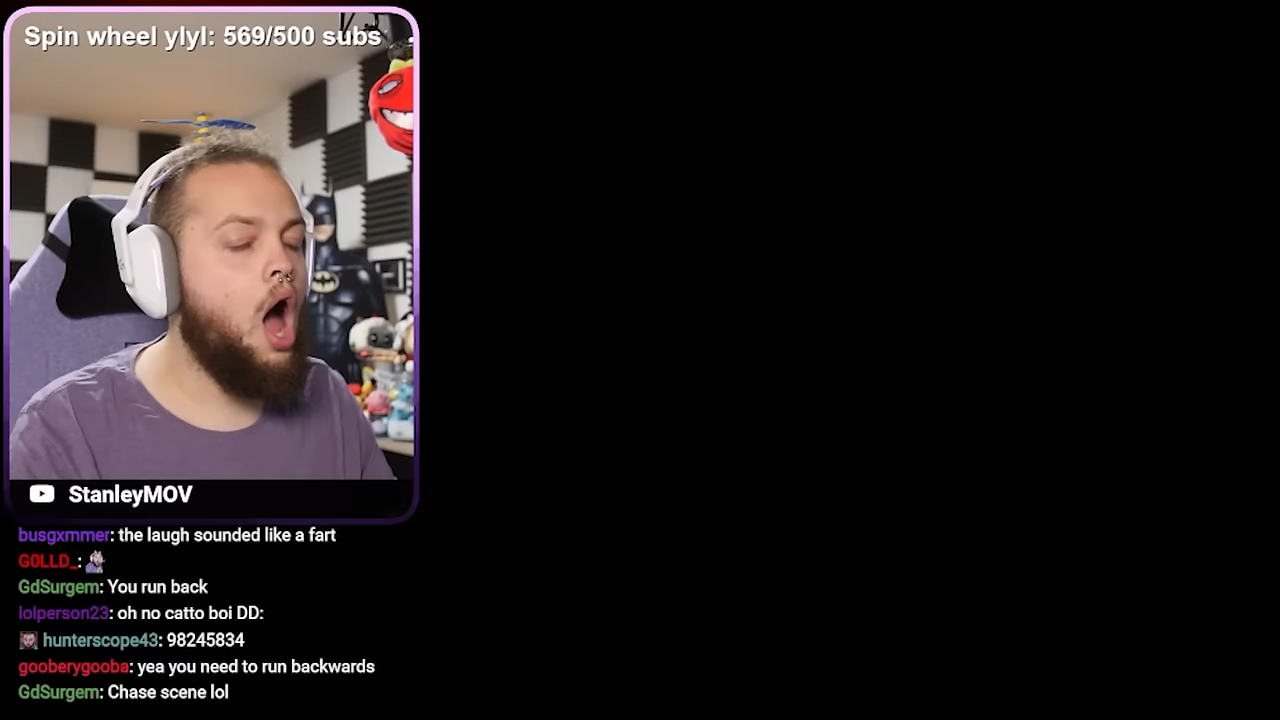 Spin wheel ylyl: 569/500 subs
StanleyMOV
busgxmmer: the laugh sounded like a fart
G0LLD_:
GdSurgem: You run back
lolperson23: oh no catto boi DD:
hunterscope43: 98245834
gooberygooba: yea you need to run backwards
GdSurgem: Chase scene lol